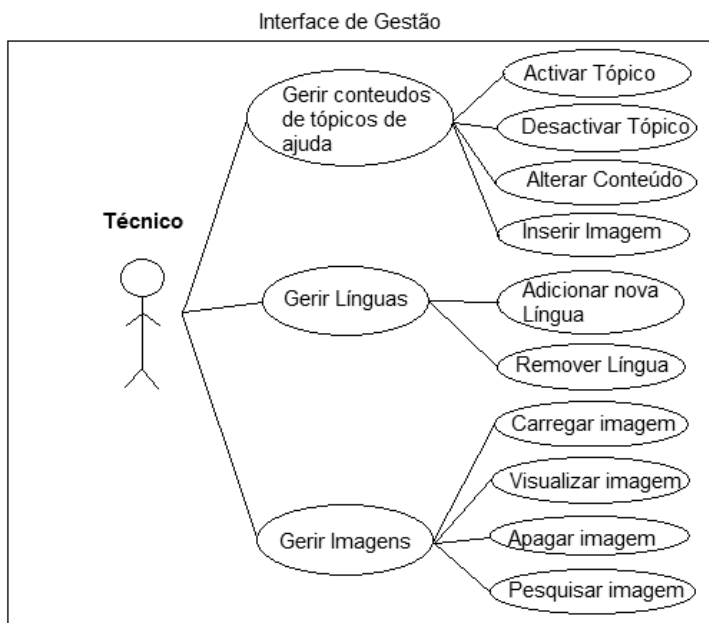 Interface de Gestão
Gerir conteudos
de tópicos de
ajuda
Activar Tópico
Desactivar Tópico
Alterar Conteúdo
Inserir Imagem
Técnico
Gerir Línguas
Adicionar nova
Língua
Remover Língua
Gerir Imagens
Carregar imagem
Visualizar imagem
Apagar imagem
Pesquisar imagem